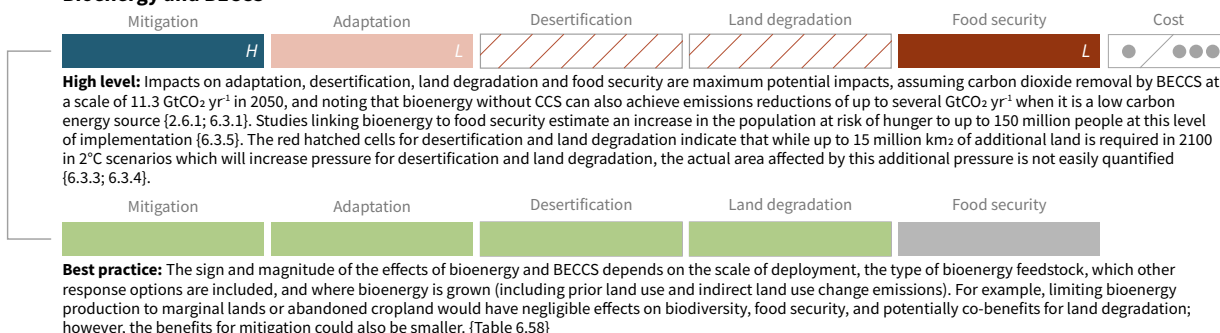 Bioenergy and BECCS
Mitigation Adaptation Desertification Land degradation Food security Cost
H L L
High level: Impacts on adaptation, desertification, land degradation and food security are maximum potential impacts, assuming carbon dioxide removal by BECCS at
a scale of 11.3 GtCO₂ yr⁻¹ in 2050, and noting that bioenergy without CCS can also achieve emissions reductions of up to several GtCO₂ yr⁻¹ when it is a low carbon
energy source {2.6.1; 6.3.1}. Studies linking bioenergy to food security estimate an increase in the population at risk of hunger to up to 150 million people at this level
of implementation {6.3.5}. The red hatched cells for desertification and land degradation indicate that while up to 15 million km₂ of additional land is required in 2100
in 2°C scenarios which will increase pressure for desertification and land degradation, the actual area affected by this additional pressure is not easily quantified
{6.3.3; 6.3.4}.
Mitigation Adaptation Desertification Land degradation Food security
Best practice: The sign and magnitude of the effects of bioenergy and BECCS depends on the scale of deployment, the type of bioenergy feedstock, which other
response options are included, and where bioenergy is grown (including prior land use and indirect land use change emissions). For example, limiting bioenergy
production to marginal lands or abandoned cropland would have negligible effects on biodiversity, food security, and potentially co-benefits for land degradation;
however, the benefits for mitigation could also be smaller. {Table 6.58}